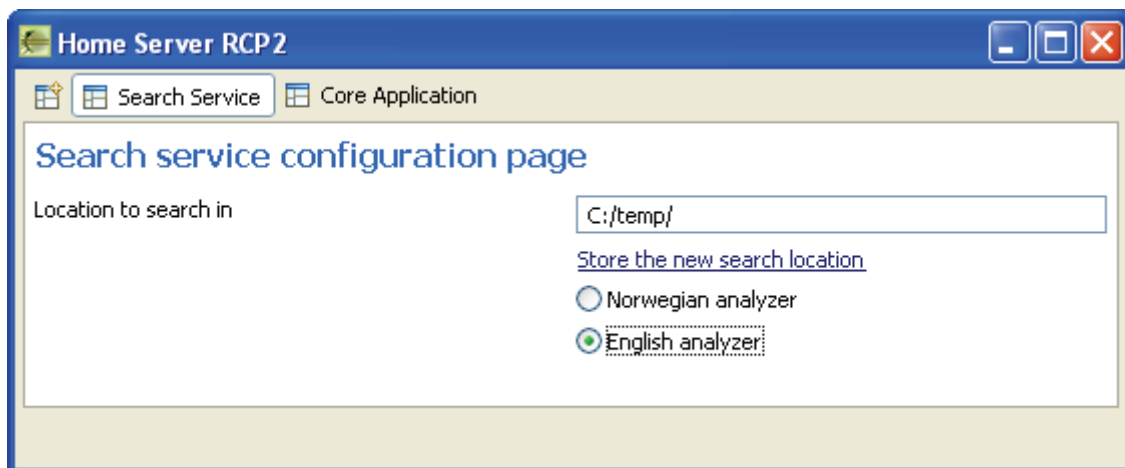 Home Server RCP2
Search Service Core Application
Search service configuration page
Location to search in C:/temp/
Store the new search location
Norwegian analyzer
English analyzer